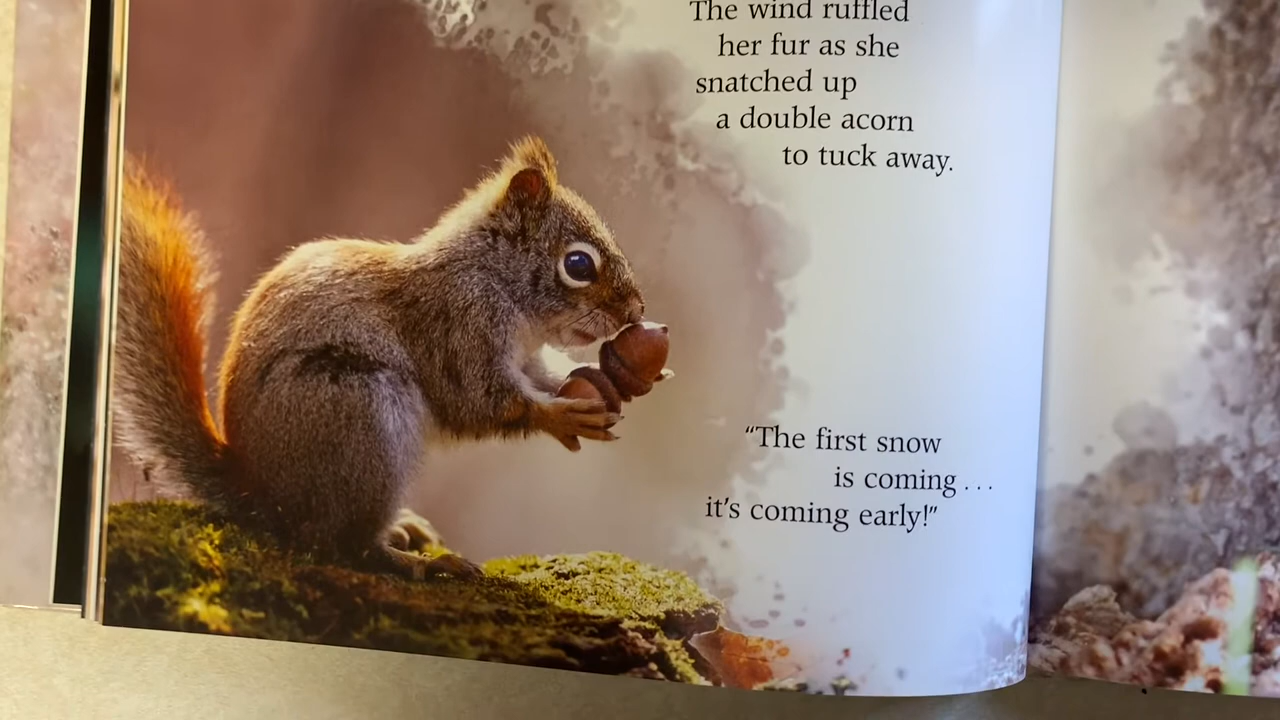 The wind ruffled
her fur as she
snatched up
a double acorn
to tuck away.
“The first snow
is coming . . .
it’s coming early!”